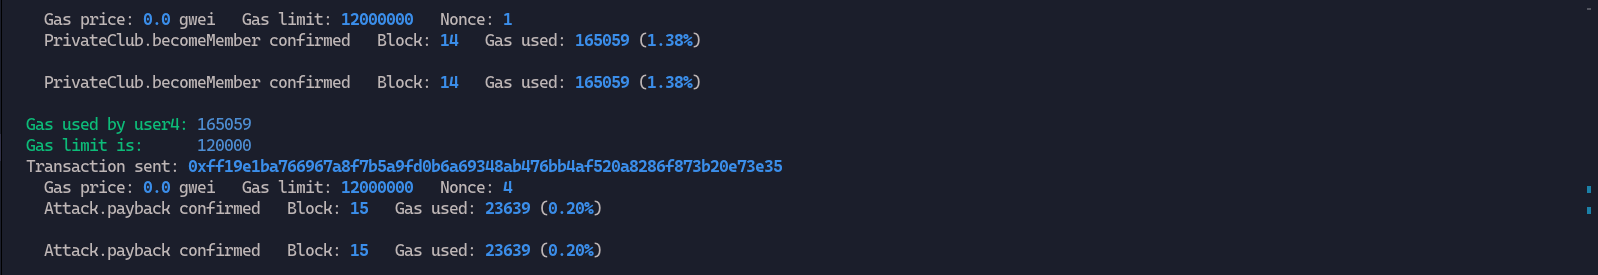 Gas price: 0.0 gwei   Gas limit: 12000000   Nonce: 1
PrivateClub.becomeMember confirmed   Block: 14   Gas used: 165059 (1.38%)
PrivateClub.becomeMember confirmed   Block: 14   Gas used: 165059 (1.38%)
Gas used by user4: 165059
Gas limit is:      120000
Transaction sent: 0xff19e1ba766967a8f7b5a9fd0b6a69348ab476bb4af520a8286f873b20e73e35
Gas price: 0.0 gwei   Gas limit: 12000000   Nonce: 4
Attack.payback confirmed   Block: 15   Gas used: 23639 (0.20%)
Attack.payback confirmed   Block: 15   Gas used: 23639 (0.20%)